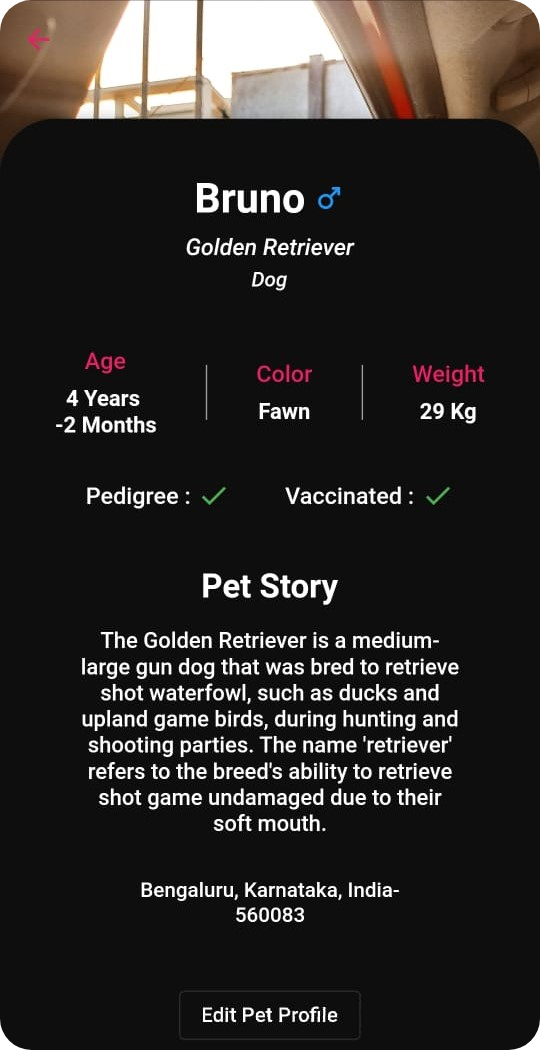 Bruno
Golden Retriever
Dog
Age
4 Years
-2 Months
Color
Fawn
Weight
29 Kg
Pedigree :
Vaccinated :
Pet Story
The Golden Retriever is a medium-
large gun dog that was bred to retrieve
shot waterfowl, such as ducks and
upland game birds, during hunting and
shooting parties. The name 'retriever'
refers to the breed's ability to retrieve
shot game undamaged due to their
soft mouth.
Bengaluru, Karnataka, India-
560083
Edit Pet Profile